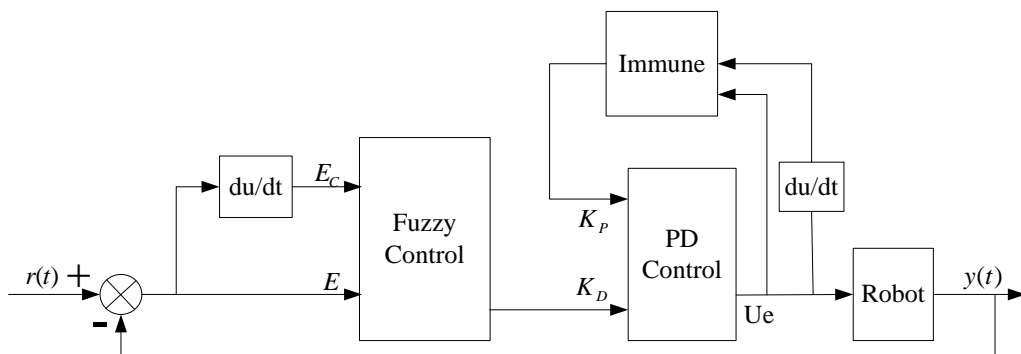 Immune
du/dt
E_C
du/dt
Fuzzy
Control
K_P
PD
Control
r(t)
+
E
K_D
Robot
y(t)
-
Ue